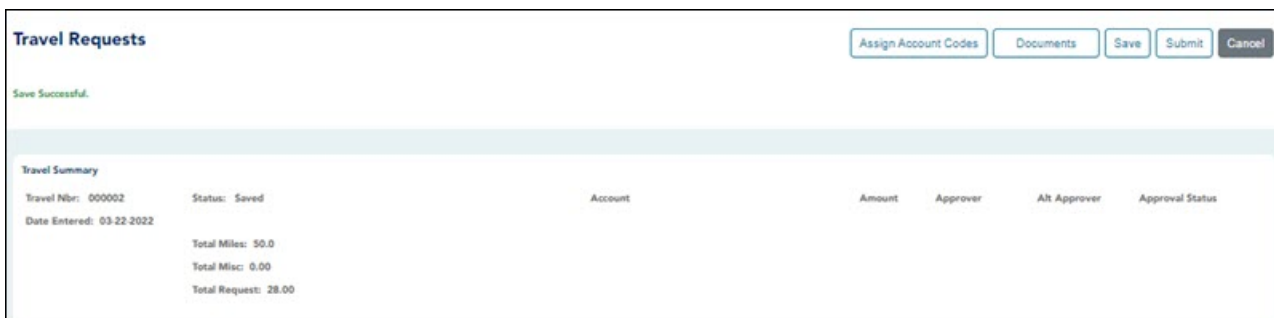 Travel Requests
Assign Account Codes Documents Save Submit Cancel
Save Successful.
Travel Summary
Travel Nbr: 000002 Status: Saved Account Amount Approver Alt Approver Approval Status
Date Entered: 03-22-2022
Total Miles: 50.0
Total Misc: 0.00
Total Request: 28.00